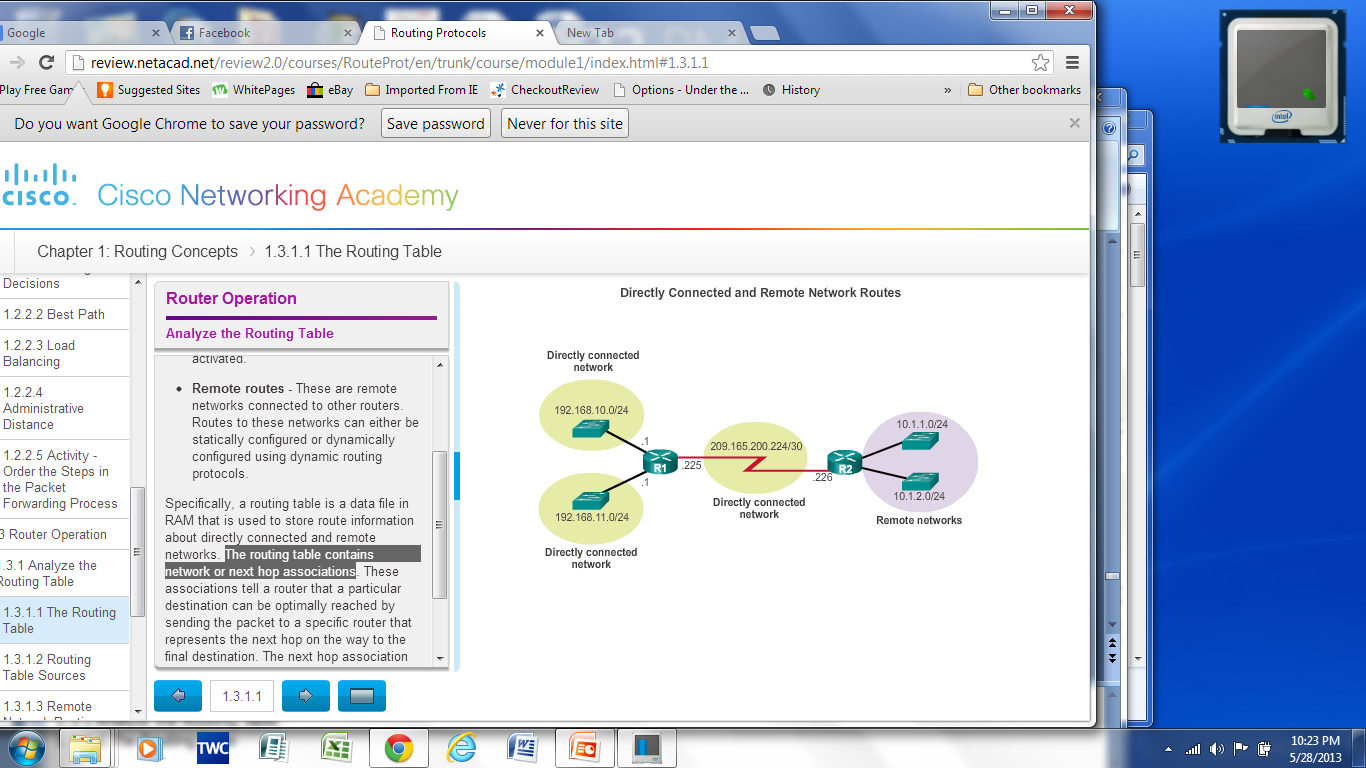 Google
Facebook
Routing Protocols
New Tab
review.netacad.net/review2.0/courses/RouteProt/en/trunk/course/module1/index.html#1.3.1.1
Play Free Gam
Suggested Sites
WhitePages
eBay
Imported From IE
CheckoutReview
Options - Under the ...
History
»
Other bookmarks
Do you want Google Chrome to save your password?
Save password
Never for this site
CISCO
Cisco Networking Academy
Chapter 1: Routing Concepts
1.3.1.1 The Routing Table
Decisions
1.2.2.2 Best Path
1.2.2.3 Load
Balancing
1.2.2.4
Administrative
Distance
1.2.2.5 Activity -
Order the Steps in
the Packet
Forwarding Process
3 Router Operation
.3.1 Analyze the
Routing Table
1.3.1.1 The Routing
Table
1.3.1.2 Routing
Table Sources
1.3.1.3 Remote
Router Operation
Analyze the Routing Table
activated.
• Remote routes - These are remote
networks connected to other routers.
Routes to these networks can either be
statically configured or dynamically
configured using dynamic routing
protocols.
Specifically, a routing table is a data file in
RAM that is used to store route information
about directly connected and remote
networks. The routing table contains
network or next hop associations. These
associations tell a router that a particular
destination can be optimally reached by
sending the packet to a specific router that
represents the next hop on the way to the
final destination. The next hop association
1.3.1.1
Directly Connected and Remote Network Routes
Directly connected
network
192.168.10.0/24
.1
R1
.225
.1
192.168.11.0/24
Directly connected
network
209.165.200.224/30
Directly connected
network
.226
R2
10.1.1.0/24
10.1.2.0/24
Remote networks
intel
TWC
10:23 PM
5/28/2013